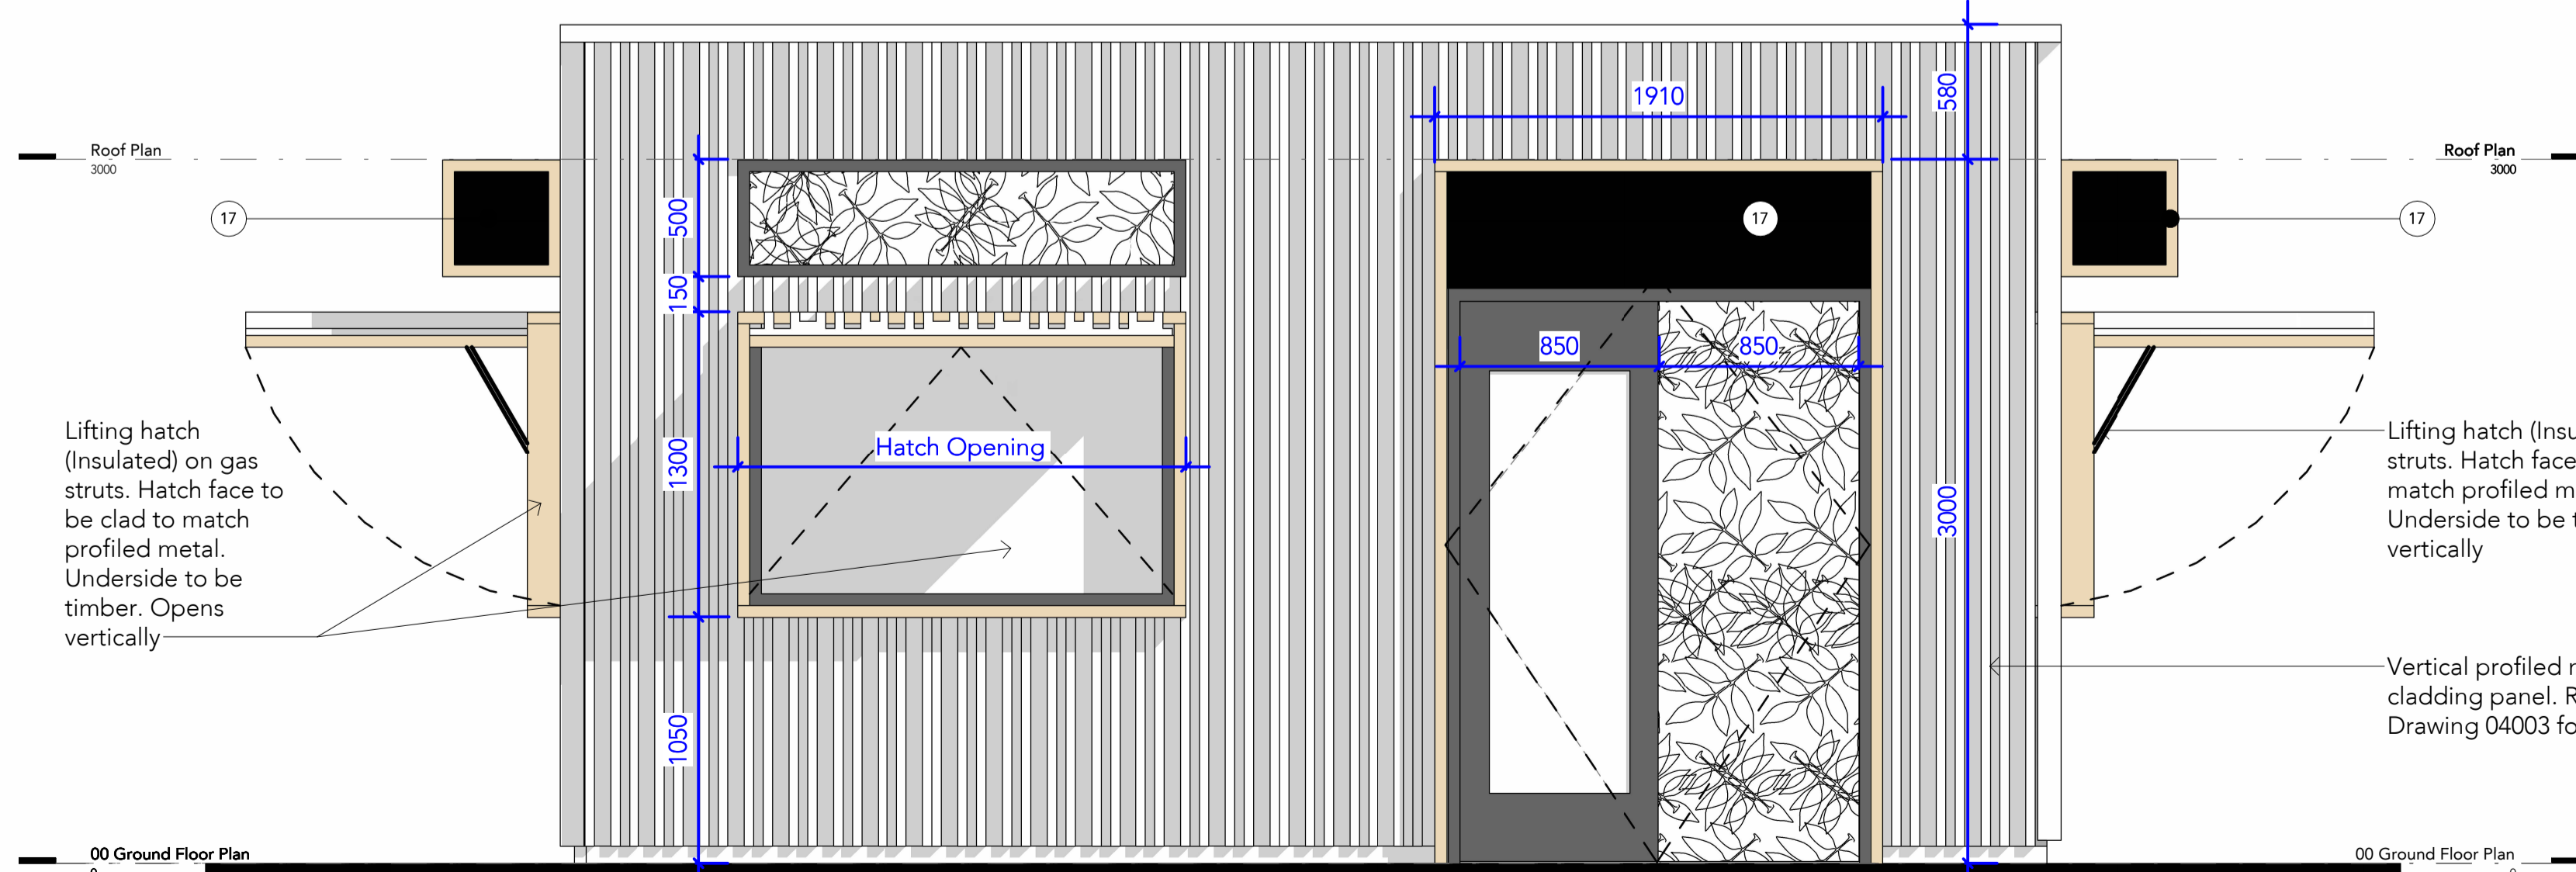 1910
580
Roof Plan
3000
Roof Plan
3000
17
500
17
17
150
850
850
Lifting hatch
(Insulated) on gas
struts. Hatch face to
be clad to match
profiled metal.
Underside to be
timber. Opens
vertically
1300
Hatch Opening
3000
Lifting hatch
struts. Hatch face
match profiled
Underside to be
vertically
1050
Vertical profiled
cladding panel.
Drawing 04003
00 Ground Floor Plan
00 Ground Floor Plan